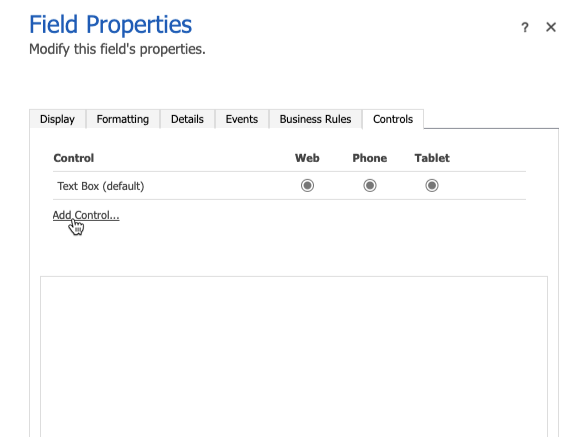 Field Properties
? ✕
Modify this field's properties.
Display Formatting Details Events Business Rules Controls
Control Web Phone Tablet
Text Box (default)
Add Control...